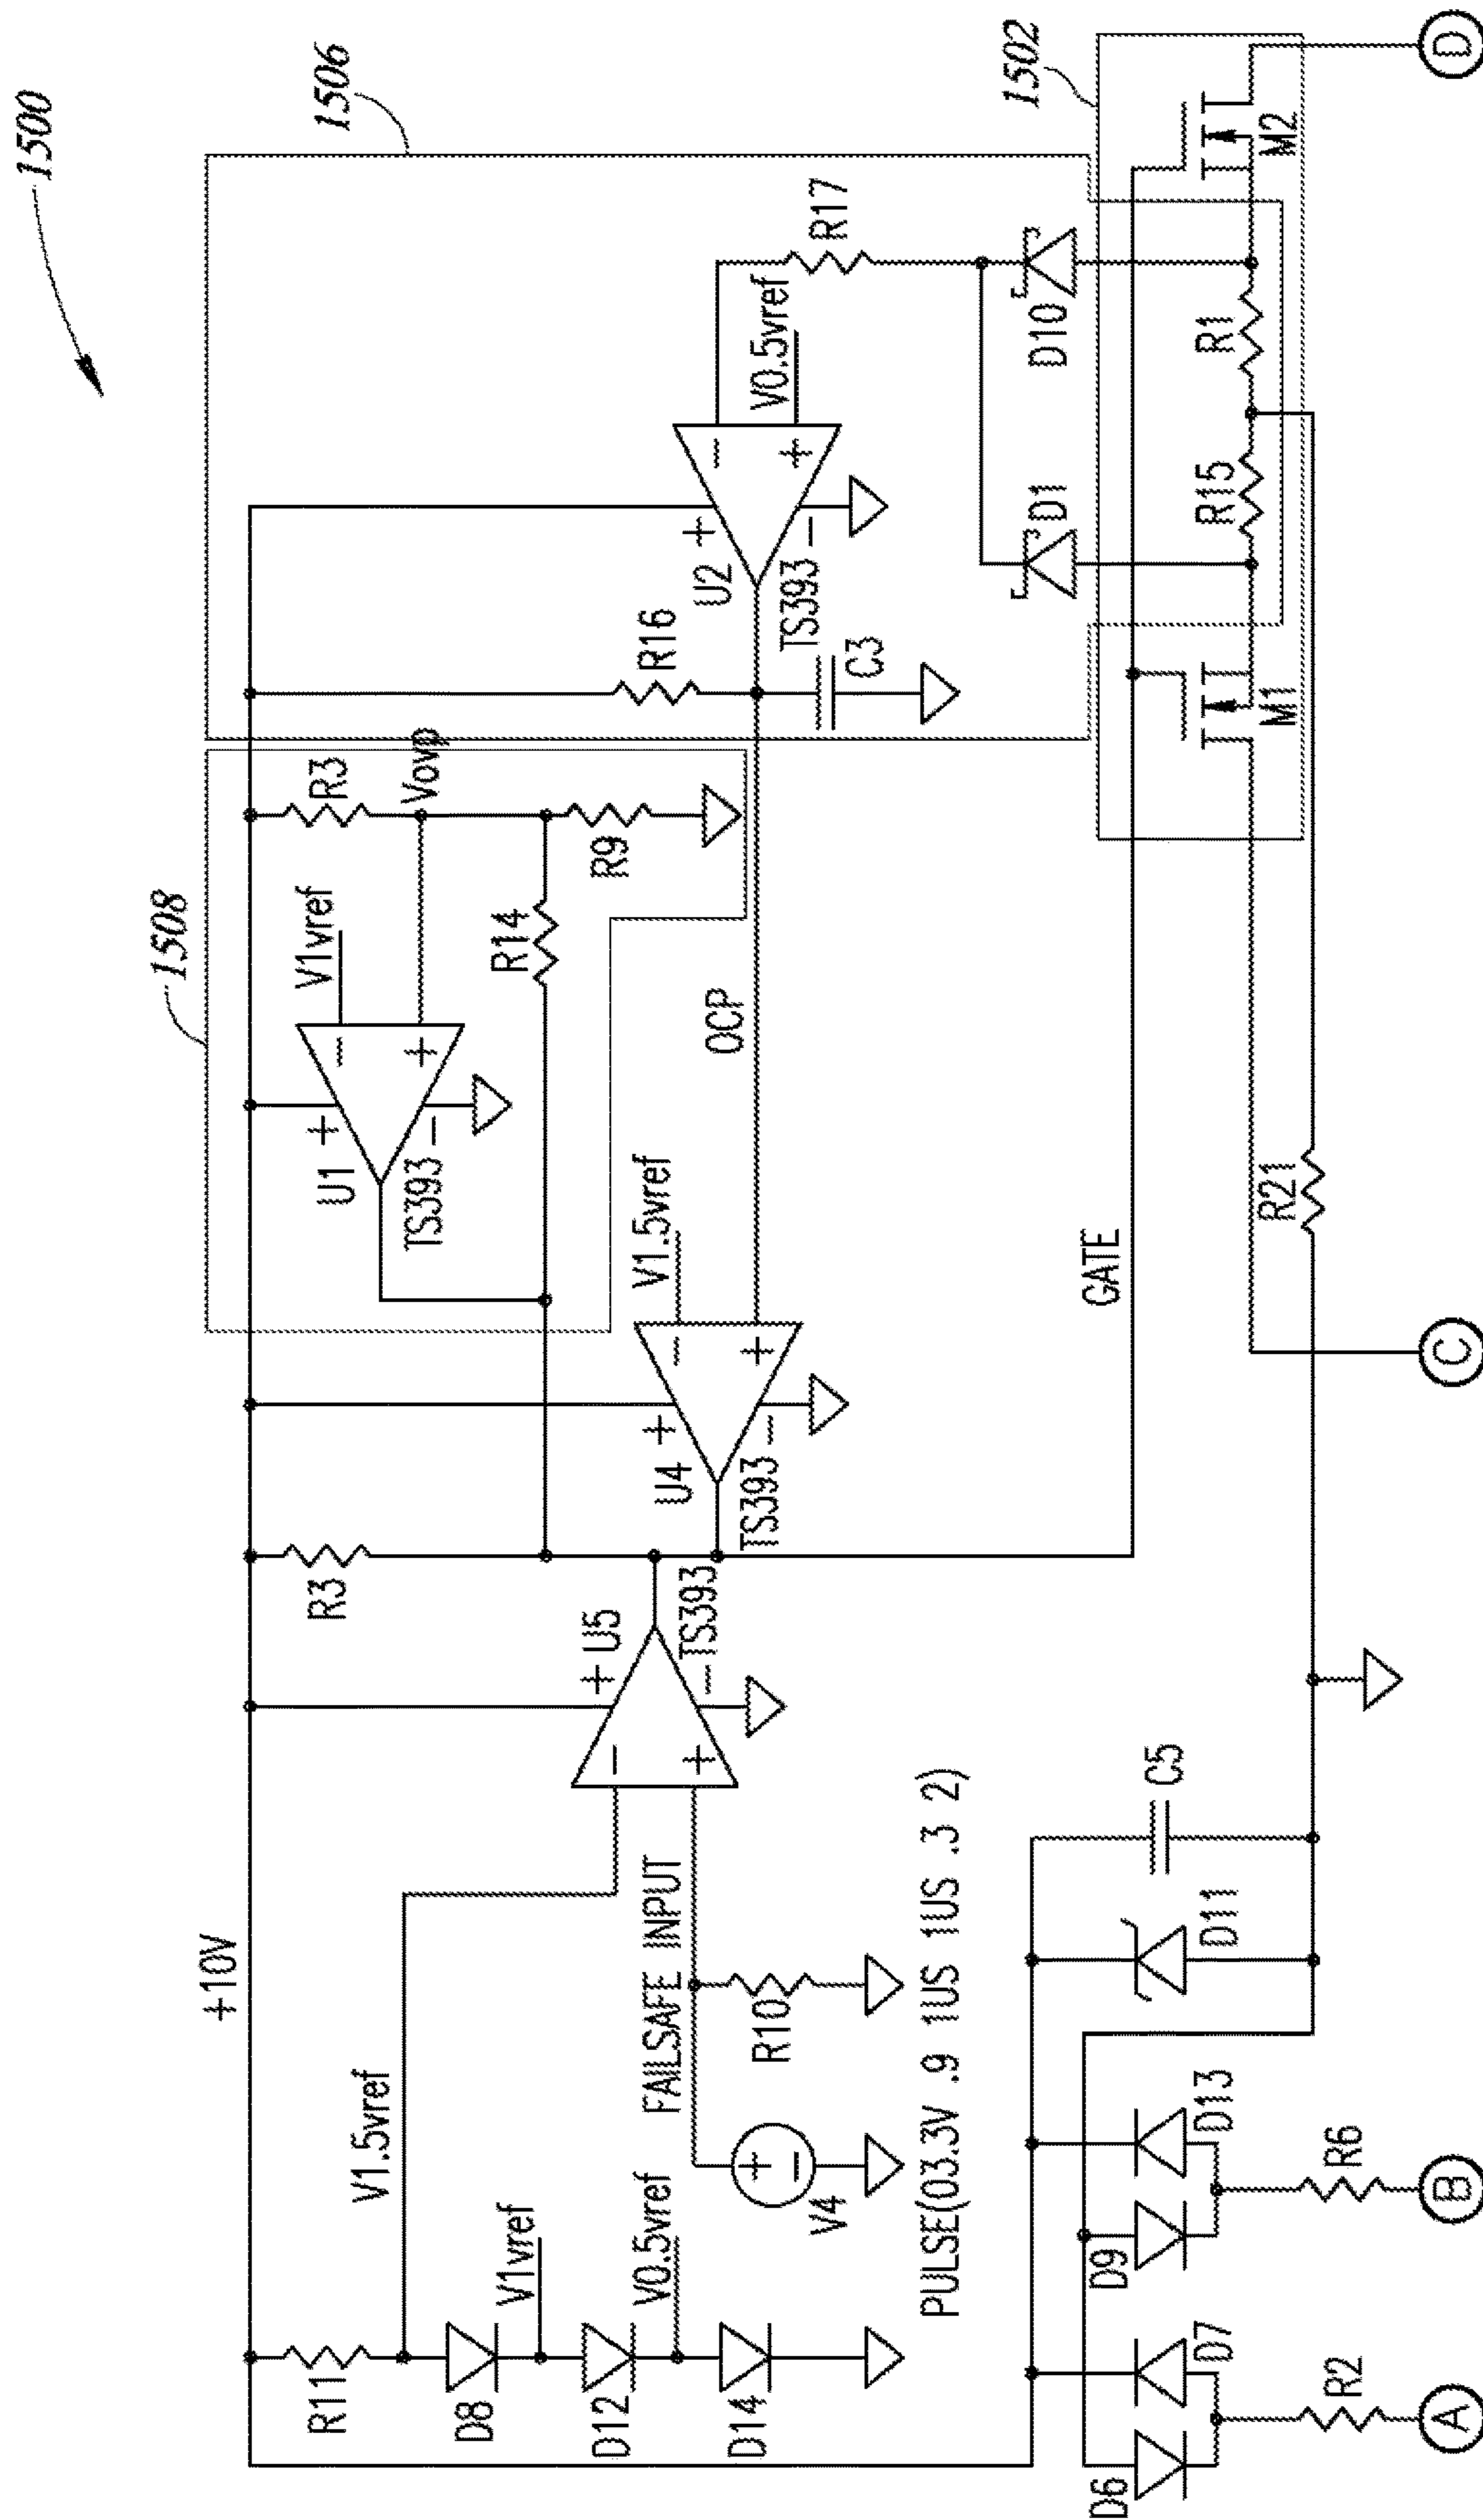 1500
1506
1508
1502
+10V
R11
V1.5vref
D8
V1vref
D12
V0.5vref
D14
V4
+
−
FAILSAFE INPUT
R10
PULSE(03.3V .9 1US 1US .3 2)
−
+
+
U5
−
TS393
R3
U4
+
TS393
−
−
+
V1.5vref
OCP
U1
+
TS393
−
−
+
V1vref
R14
R3
Vovp
R9
R16
C3
U2
+
TS393
−
−
+
V0.5vref
R17
D1
D10
GATE
M1
R15
R1
M2
R21
D6
D7
D9
D13
D11
C5
R2
R6
A
B
C
D